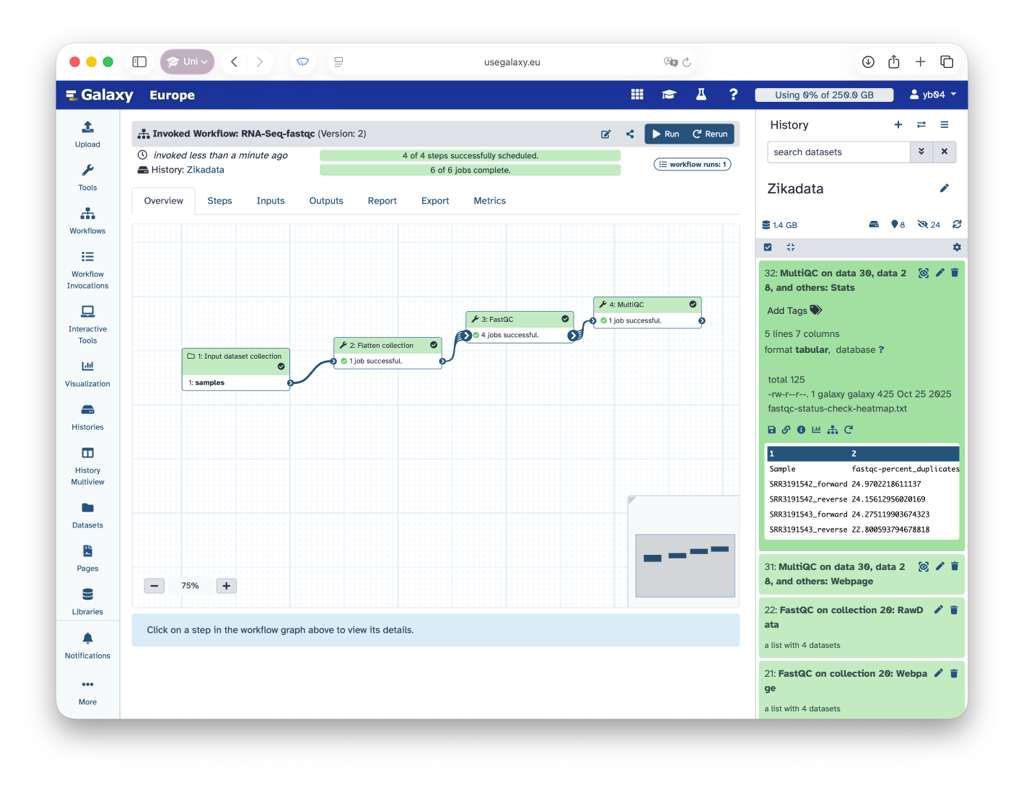 Uni
usegalaxy.eu
Galaxy Europe
?
Using 0% of 250.0 GB
yb04
Upload
Tools
Workflows
Workflow
Invocations
Interactive
Tools
Visualization
Histories
History
Multiview
Datasets
Pages
Libraries
Notifications
More
Invoked Workflow: RNA-Seq-fastqc (Version: 2)
Run
Rerun
invoked less than a minute ago
4 of 4 steps successfully scheduled.
History: Zikadata
6 of 6 jobs complete.
workflow runs: 1
Overview
Steps
Inputs
Outputs
Report
Export
Metrics
1: Input dataset collection
1: samples
2: Flatten collection
1 job successful.
3: FastQC
4 jobs successful.
4: MultiQC
1 job successful.
75%
Click on a step in the workflow graph above to view its details.
History
search datasets
Zikadata
1.4 GB
8
24
32: MultiQC on data 30, data 2
8, and others: Stats
Add Tags
5 lines 7 columns
format tabular, database ?
total 125
-rw-r--r--. 1 galaxy galaxy 425 Oct 25 2025
fastqc-status-check-heatmap.txt
1 2
Sample fastqc-percent_duplicates
SRR3191542_forward 24.9702218611137
SRR3191542_reverse 24.15612956020169
SRR3191543_forward 24.275119903674323
SRR3191543_reverse 22.800593794678818
31: MultiQC on data 30, data 2
8, and others: Webpage
22: FastQC on collection 20: RawD
ata
a list with 4 datasets
21: FastQC on collection 20: Webpa
ge
a list with 4 datasets